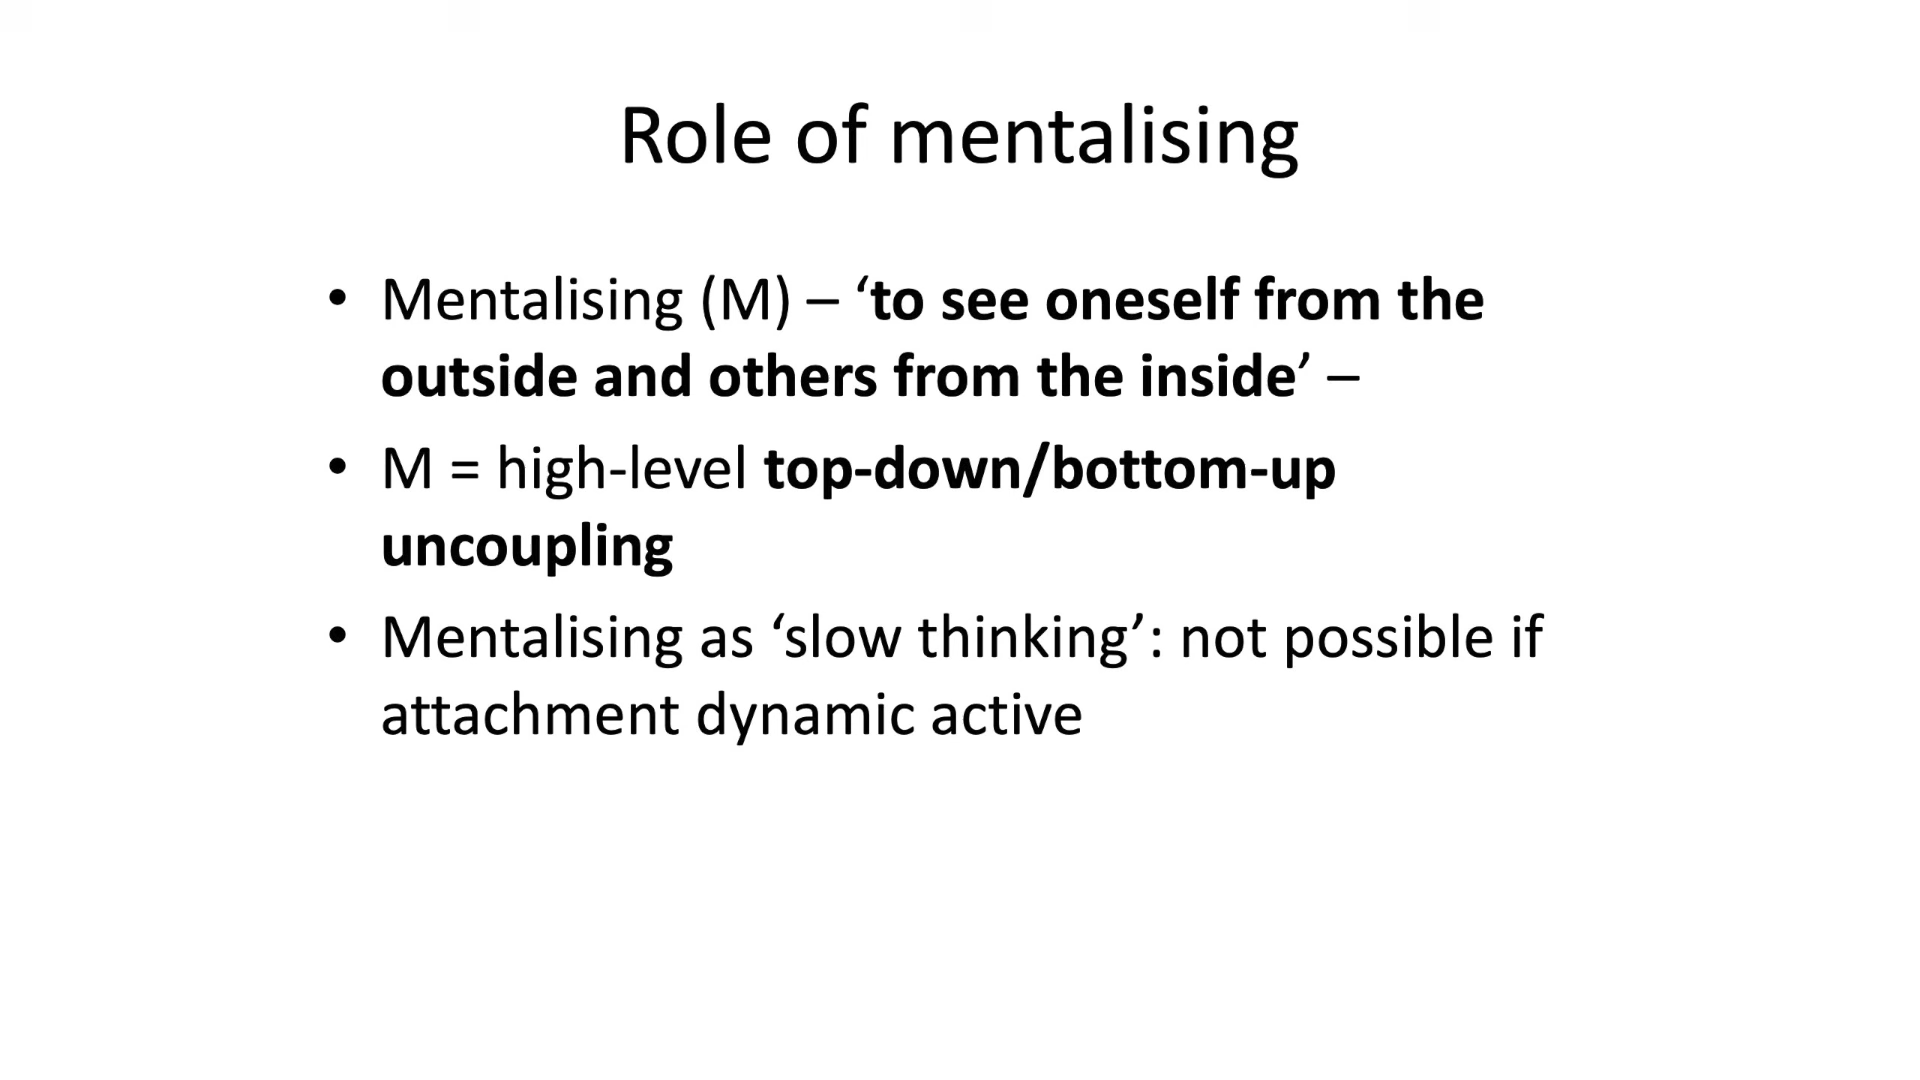 Role of mentalising
• Mentalising (M) – ‘to see oneself from the
outside and others from the inside’ –
• M = high-level top-down/bottom-up
uncoupling
• Mentalising as ‘slow thinking’: not possible if
attachment dynamic active